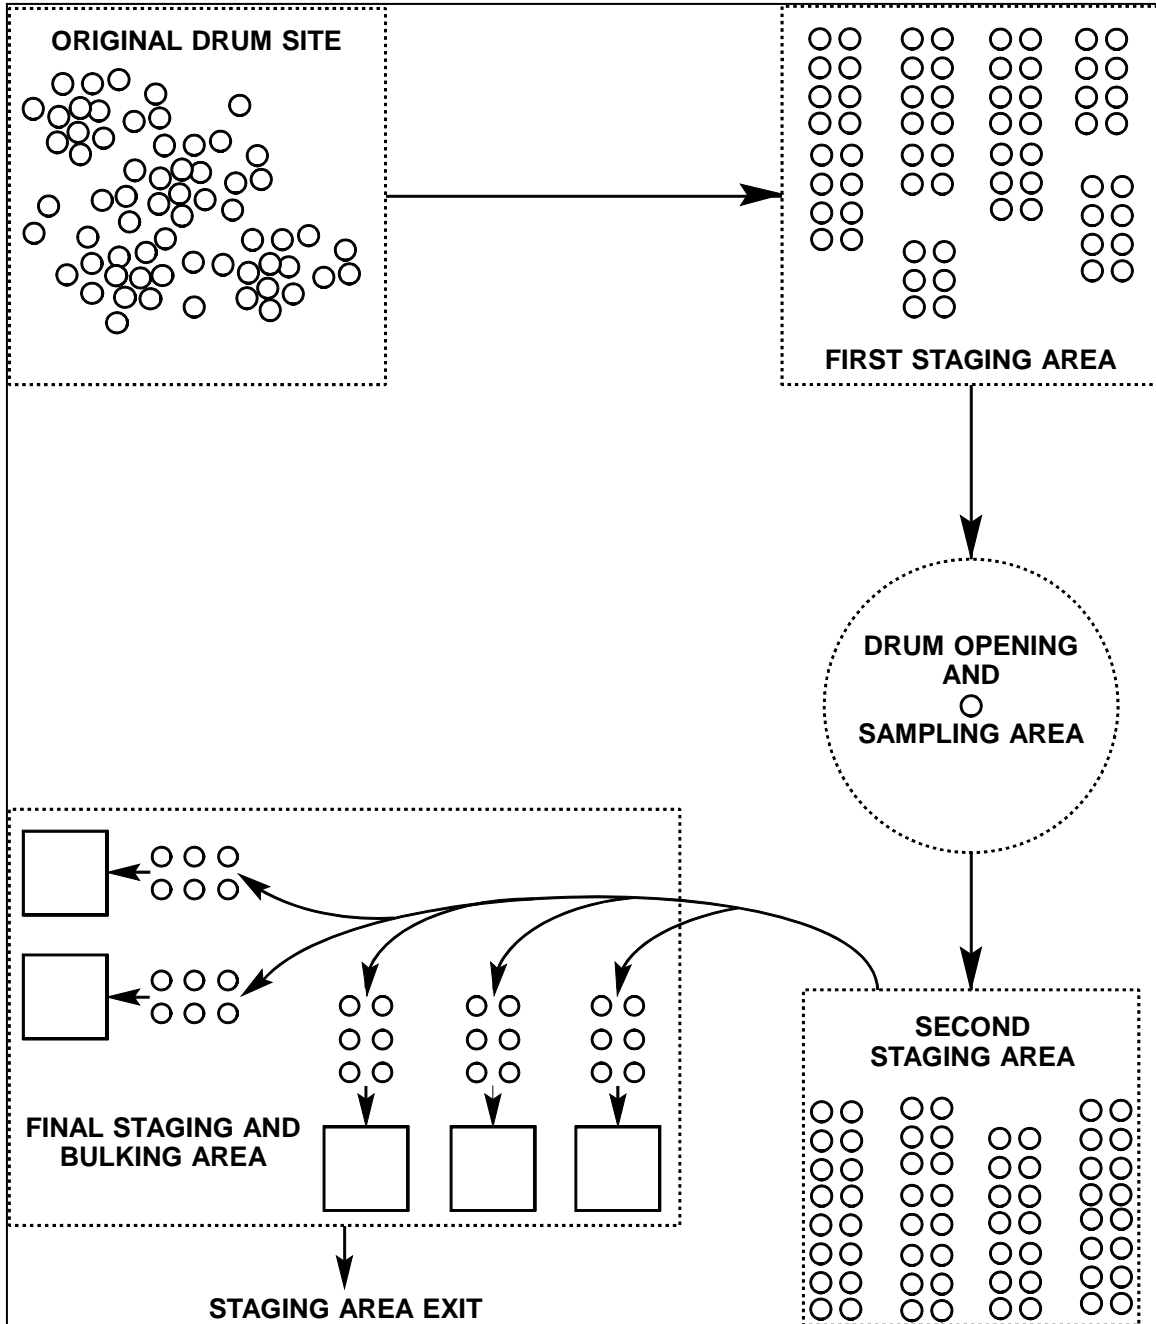 ORIGINAL DRUM SITE
FIRST STAGING AREA
DRUM OPENING
AND
SAMPLING AREA
SECOND
STAGING AREA
FINAL STAGING AND
BULKING AREA
STAGING AREA EXIT